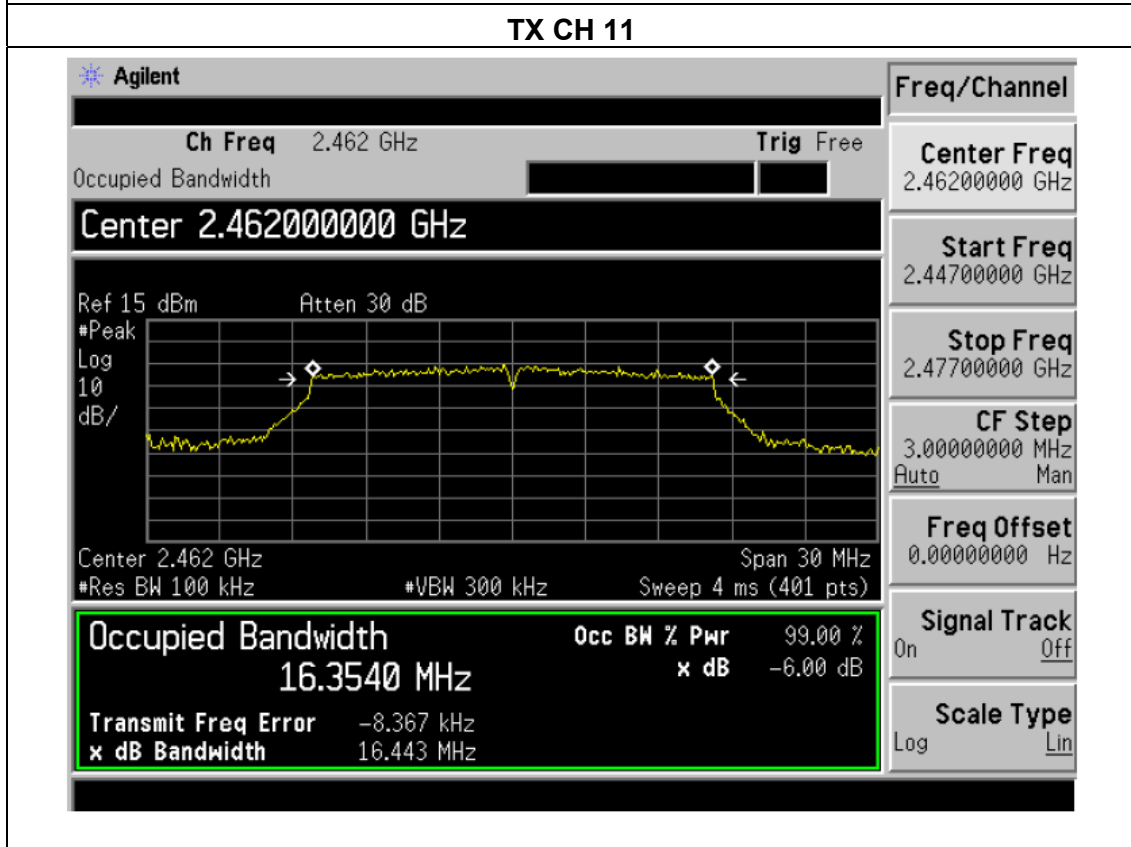 TX CH 11
Agilent
Freq/Channel
Ch Freq 2.462 GHz Trig Free
Occupied Bandwidth
Center Freq
2.46200000 GHz
Center 2.462000000 GHz
Start Freq
2.44700000 GHz
Ref 15 dBm Atten 30 dB
#Peak
Log
10
dB/
Stop Freq
2.47700000 GHz
CF Step
3.00000000 MHz
Auto Man
Freq Offset
0.00000000 Hz
Center 2.462 GHz Span 30 MHz
#Res BW 100 kHz #VBW 300 kHz Sweep 4 ms (401 pts)
Signal Track
On Off
Occupied Bandwidth Occ BW % Pwr 99.00 %
16.3540 MHz x dB -6.00 dB
Transmit Freq Error -8.367 kHz
x dB Bandwidth 16.443 MHz
Scale Type
Log Lin